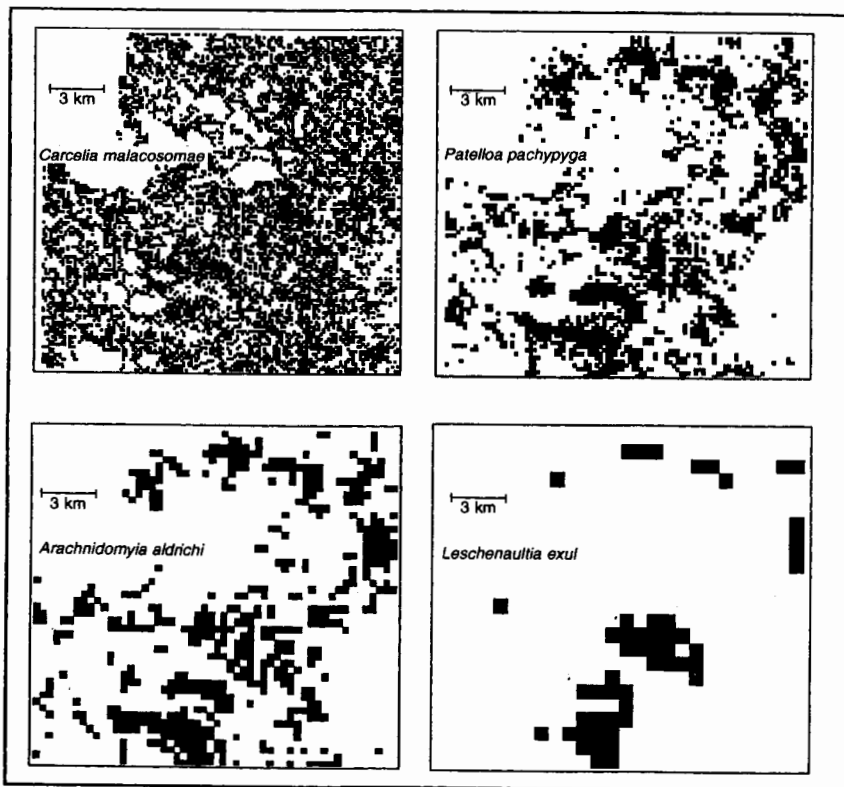 3 km
Carcelia malacosomae
3 km
Patelloa pachypyga
3 km
Arachnidomyia aldrichi
3 km
Leschenaultia exul